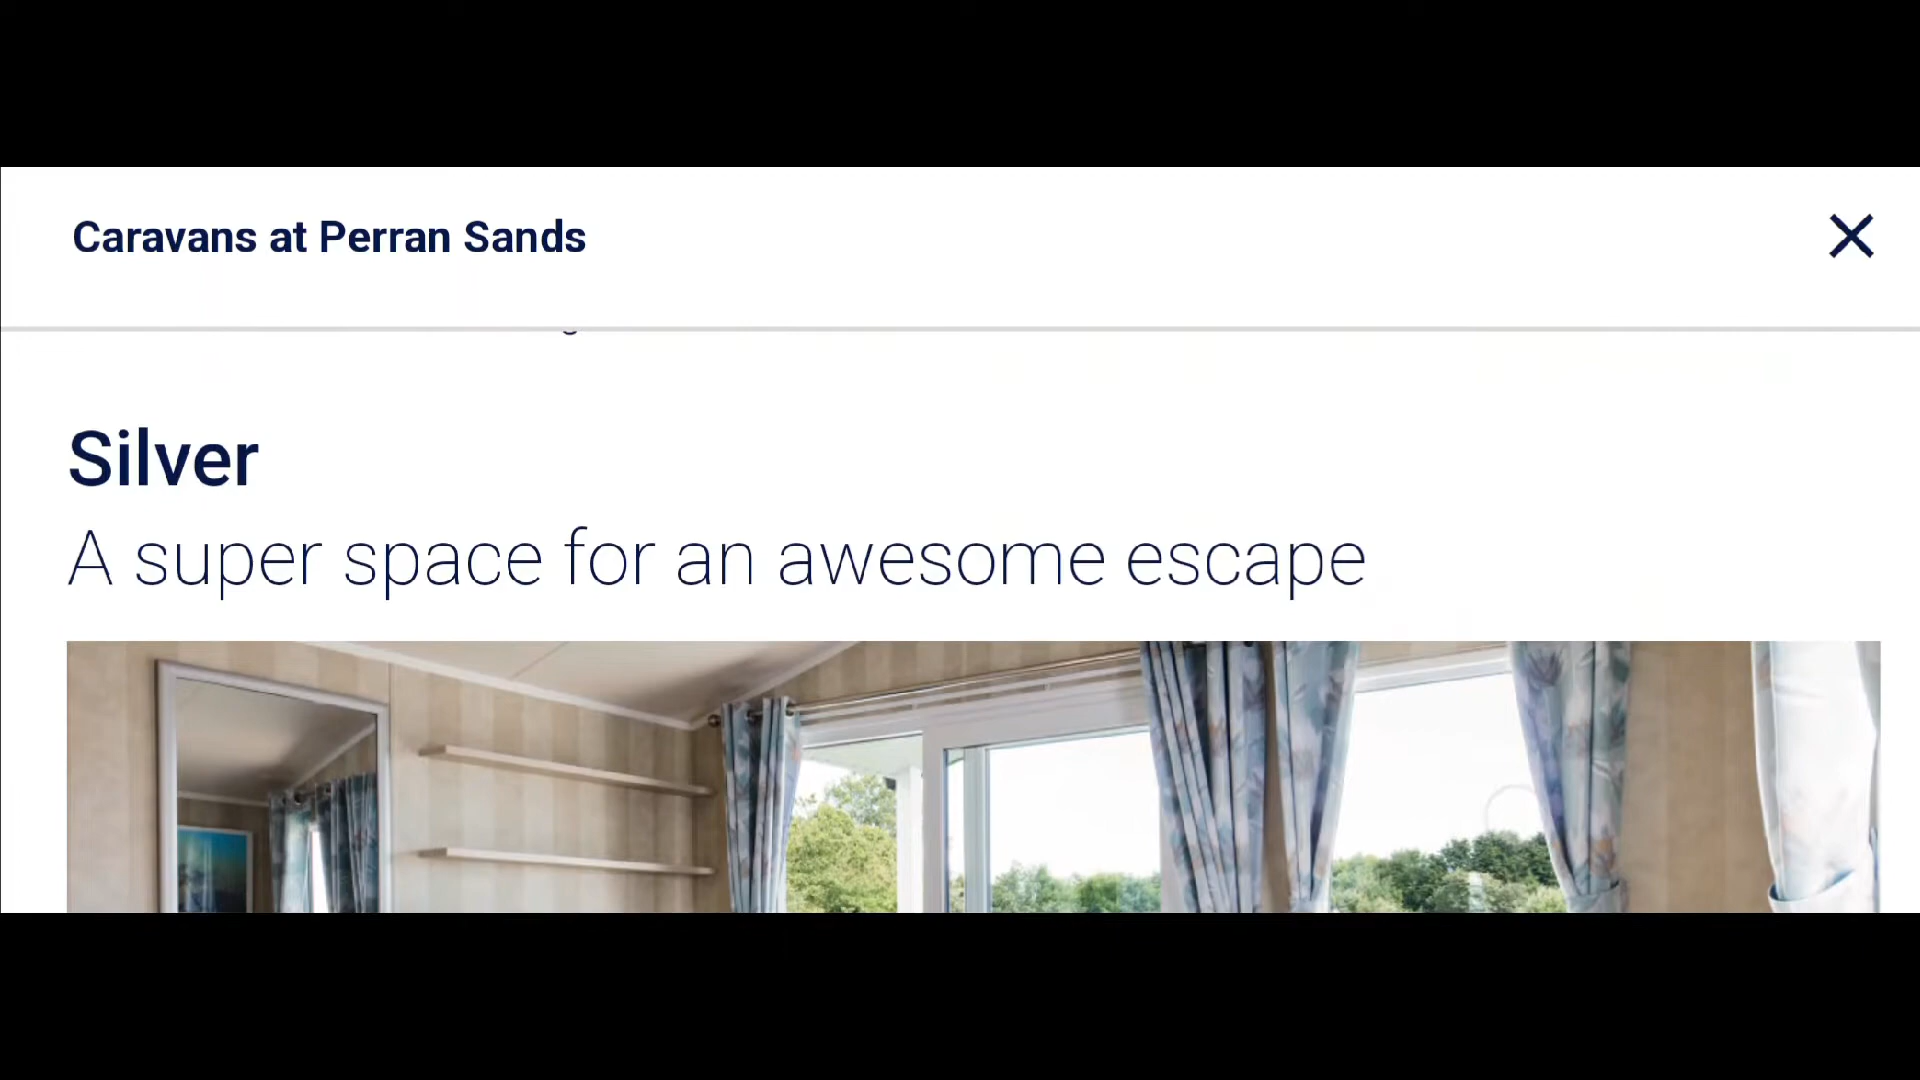 Caravans at Perran Sands
Silver
A super space for an awesome escape